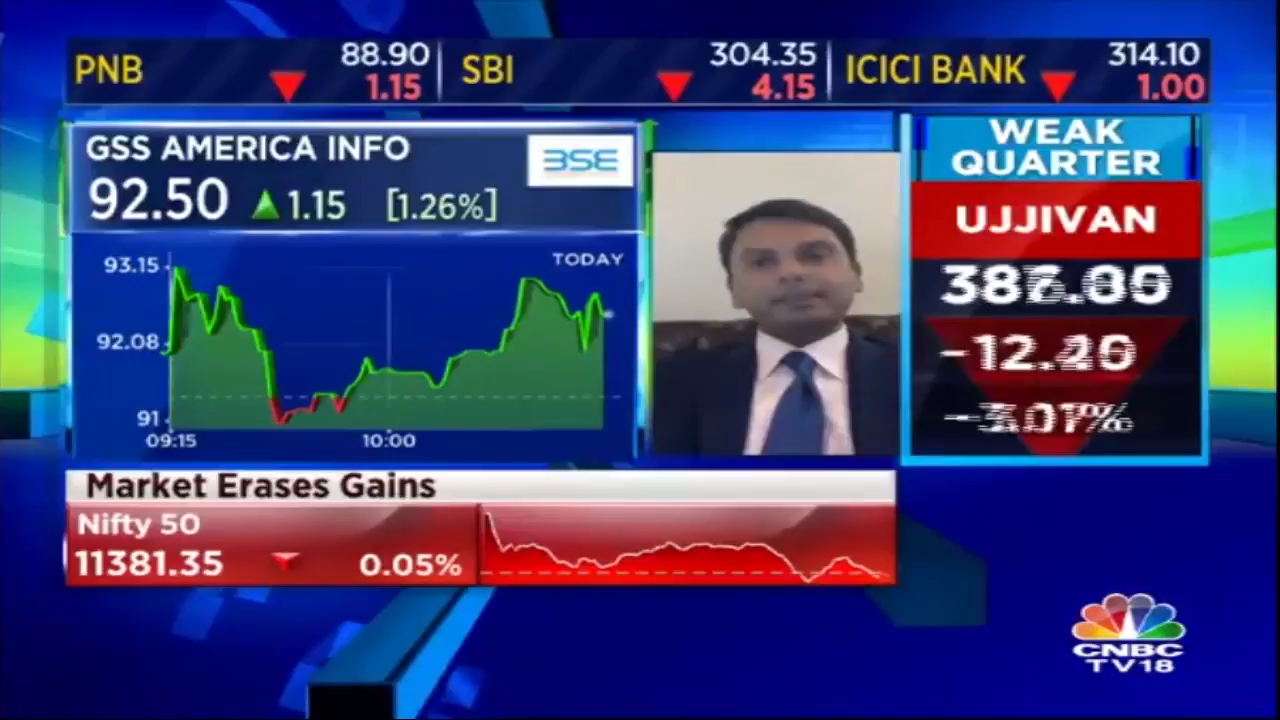 PNB 88.90 1.15
SBI 304.35 4.15
ICICI BANK 314.10 1.00
GSS AMERICA INFO
92.50 1.15 [1.26%]
BSE
TODAY
93.15
92.08
91
09:15 10:00
WEAK
QUARTER
UJJIVAN
Market Erases Gains
Nifty 50
11381.35 0.05%
CNBC
TV18